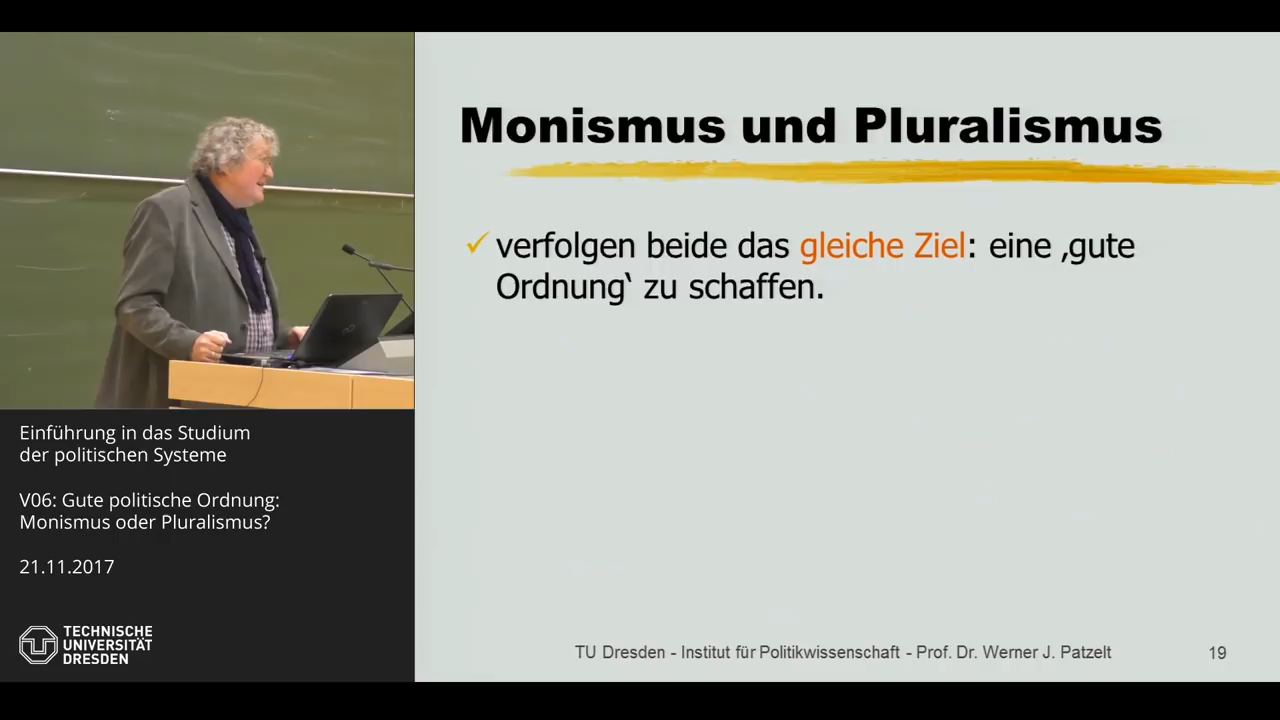 Monismus und Pluralismus
✓ verfolgen beide das gleiche Ziel: eine ‚gute
Ordnung‘ zu schaffen.
Einführung in das Studium
der politischen Systeme
V06: Gute politische Ordnung:
Monismus oder Pluralismus?
21.11.2017
TECHNISCHE
UNIVERSITÄT
DRESDEN
TU Dresden - Institut für Politikwissenschaft - Prof. Dr. Werner J. Patzelt
19